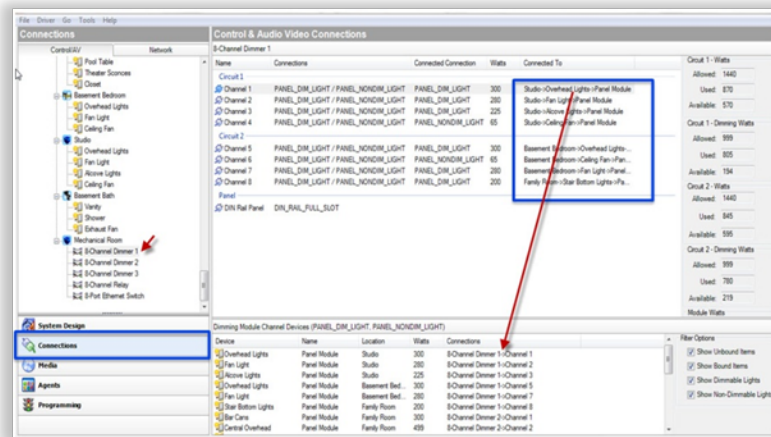 File Driver Go Tools Help
Connections
Control/AV Network
Pool Table
Theater Sconces
Closet
Basement Bedroom
Overhead Lights
Fan Light
Ceiling Fan
Studio
Overhead Lights
Fan Light
Alcove Lights
Ceiling Fan
Basement Bath
Vanity
Shower
Exhaust Fan
Mechanical Room
8-Channel Dimmer 1
8-Channel Dimmer 2
8-Channel Dimmer 3
8-Channel Relay
8-Port Ethernet Switch
System Design
Connections
Media
Agents
Programming
Control & Audio Video Connections
8-Channel Dimmer 1
Name Connections Connected Connection Watts Connected To
Circuit 1
Channel 1 PANEL_DIM_LIGHT / PANEL_NONDIM_LIGHT PANEL_DIM_LIGHT 300 Studio->Overhead Lights->Panel Module
Channel 2 PANEL_DIM_LIGHT / PANEL_NONDIM_LIGHT PANEL_DIM_LIGHT 280 Studio->Fan Light->Panel Module
Channel 3 PANEL_DIM_LIGHT / PANEL_NONDIM_LIGHT PANEL_DIM_LIGHT 225 Studio->Alcove Lights->Panel Module
Channel 4 PANEL_DIM_LIGHT / PANEL_NONDIM_LIGHT PANEL_NONDIM_LIGHT 65 Studio->Ceiling Fan->Panel Module
Circuit 2
Channel 5 PANEL_DIM_LIGHT / PANEL_NONDIM_LIGHT PANEL_DIM_LIGHT 300 Basement Bedroom->Overhead Lights-...
Channel 6 PANEL_DIM_LIGHT / PANEL_NONDIM_LIGHT PANEL_NONDIM_LIGHT 65 Basement Bedroom->Ceiling Fan->Pan...
Channel 7 PANEL_DIM_LIGHT / PANEL_NONDIM_LIGHT PANEL_DIM_LIGHT 280 Basement Bedroom->Fan Light->Panel...
Channel 8 PANEL_DIM_LIGHT / PANEL_NONDIM_LIGHT PANEL_DIM_LIGHT 200 Family Room->Stair Bottom Lights->Pa...
Panel
DIN Rail Panel DIN_RAIL_FULL_SLOT
Circuit 1 - Watts
Allowed: 1440
Used: 870
Available: 570
Circuit 1 - Dimming Watts
Allowed: 999
Used: 805
Available: 194
Circuit 2 - Watts
Allowed: 1440
Used: 845
Available: 595
Circuit 2 - Dimming Watts
Allowed: 999
Used: 780
Available: 219
Module Watts
Dimming Module Channel Devices (PANEL_DIM_LIGHT, PANEL_NONDIM_LIGHT)
Device Name Location Watts Connections
Overhead Lights Panel Module Studio 300 8-Channel Dimmer 1->Channel 1
Fan Light Panel Module Studio 280 8-Channel Dimmer 1->Channel 2
Alcove Lights Panel Module Studio 225 8-Channel Dimmer 1->Channel 3
Overhead Lights Panel Module Basement Bed... 300 8-Channel Dimmer 1->Channel 5
Fan Light Panel Module Basement Bed... 280 8-Channel Dimmer 1->Channel 7
Stair Bottom Lights Panel Module Family Room 200 8-Channel Dimmer 1->Channel 8
Bar Cans Panel Module Family Room 300 8-Channel Dimmer 2->Channel 1
Central Overhead Panel Module Family Room 499 8-Channel Dimmer 2->Channel 2
Filter Options
Show Unbound Items
Show Bound Items
Show Dimmable Lights
Show Non-Dimmable Lights